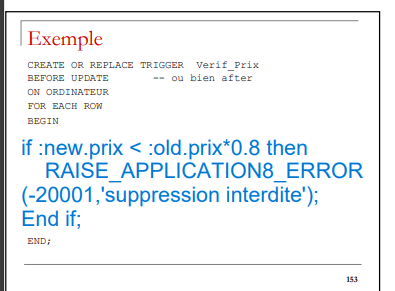 Exemple
CREATE OR REPLACE TRIGGER Verif_Prix
BEFORE UPDATE -- ou bien after
ON ORDINATEUR
FOR EACH ROW
BEGIN
if :new.prix < :old.prix*0.8 then
RAISE_APPLICATION8_ERROR
(-20001,'suppression interdite');
End if;
END;
153